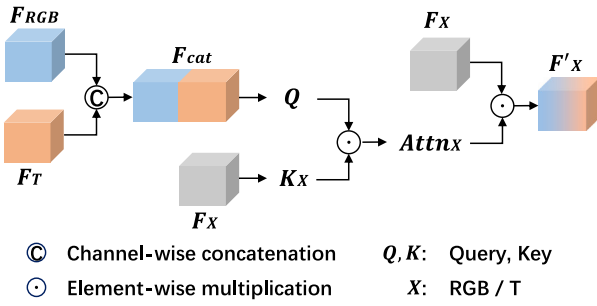 F_RGB
F_cat
F_X
F'_X
C
Q
F_T
Attn_X
K_X
F_X
C Channel-wise concatenation Q, K: Query, Key
Element-wise multiplication X: RGB / T